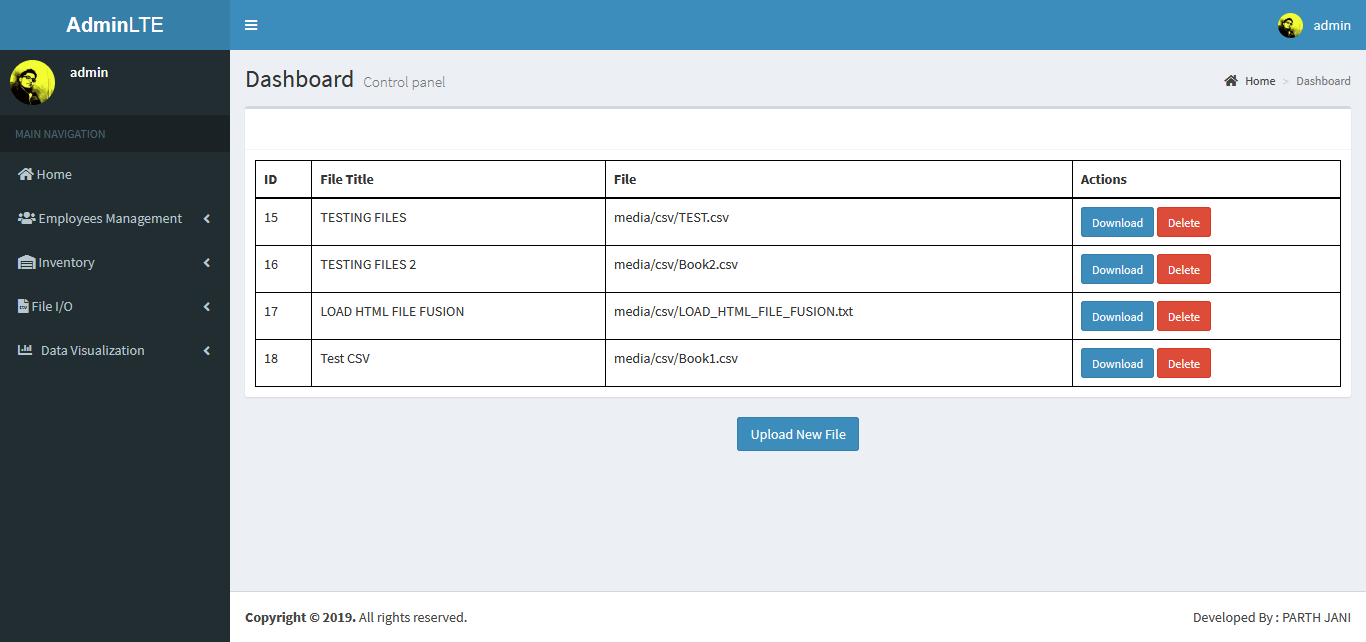 AdminLTE
admin
admin
Dashboard Control panel
Home > Dashboard
MAIN NAVIGATION
Home
Employees Management
Inventory
File I/O
Data Visualization
ID File Title File Actions
15 TESTING FILES media/csv/TEST.csv Download Delete
16 TESTING FILES 2 media/csv/Book2.csv Download Delete
17 LOAD HTML FILE FUSION media/csv/LOAD_HTML_FILE_FUSION.txt Download Delete
18 Test CSV media/csv/Book1.csv Download Delete
Upload New File
Copyright © 2019. All rights reserved.
Developed By : PARTH JANI